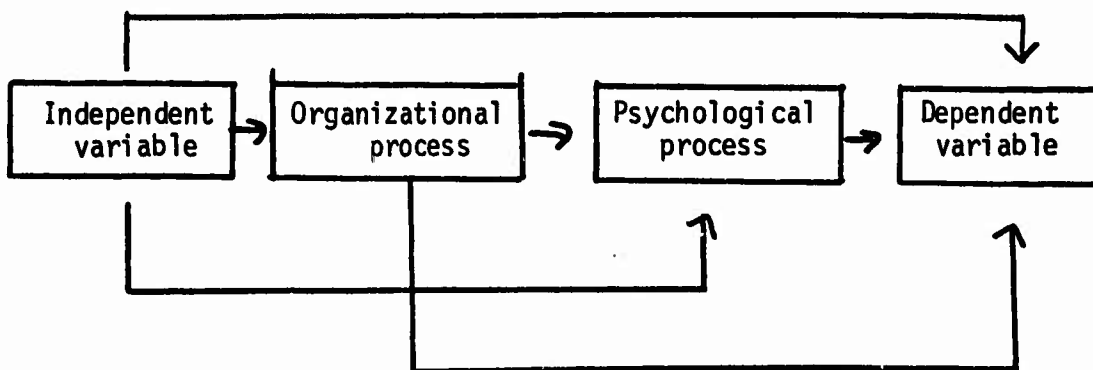 Independent
variable
Organizational
process
Psychological
process
Dependent
variable